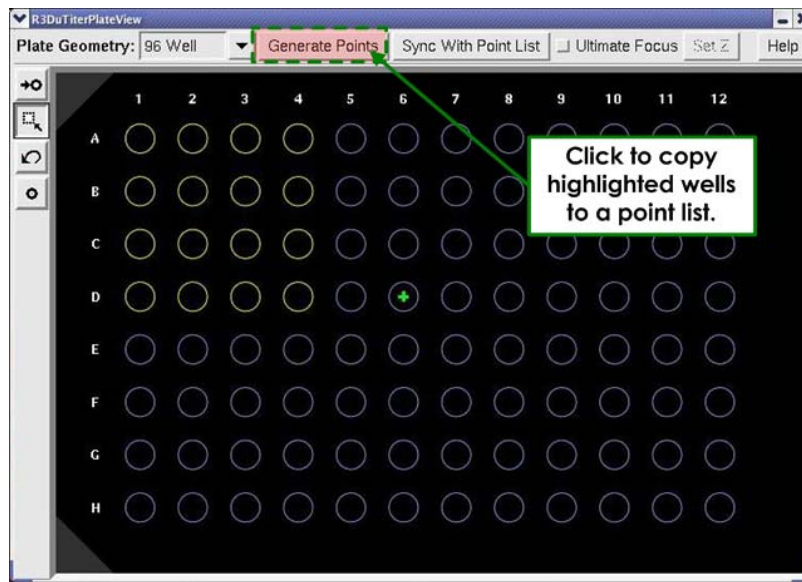 R3DuTiterPlateView
Plate Geometry: 96 Well Generate Points Sync With Point List Ultimate Focus Set Z Help
1 2 3 4 5 6 7 8 9 10 11 12
A
Click to copy
highlighted wells
to a point list.
B
C
D
E
F
G
H